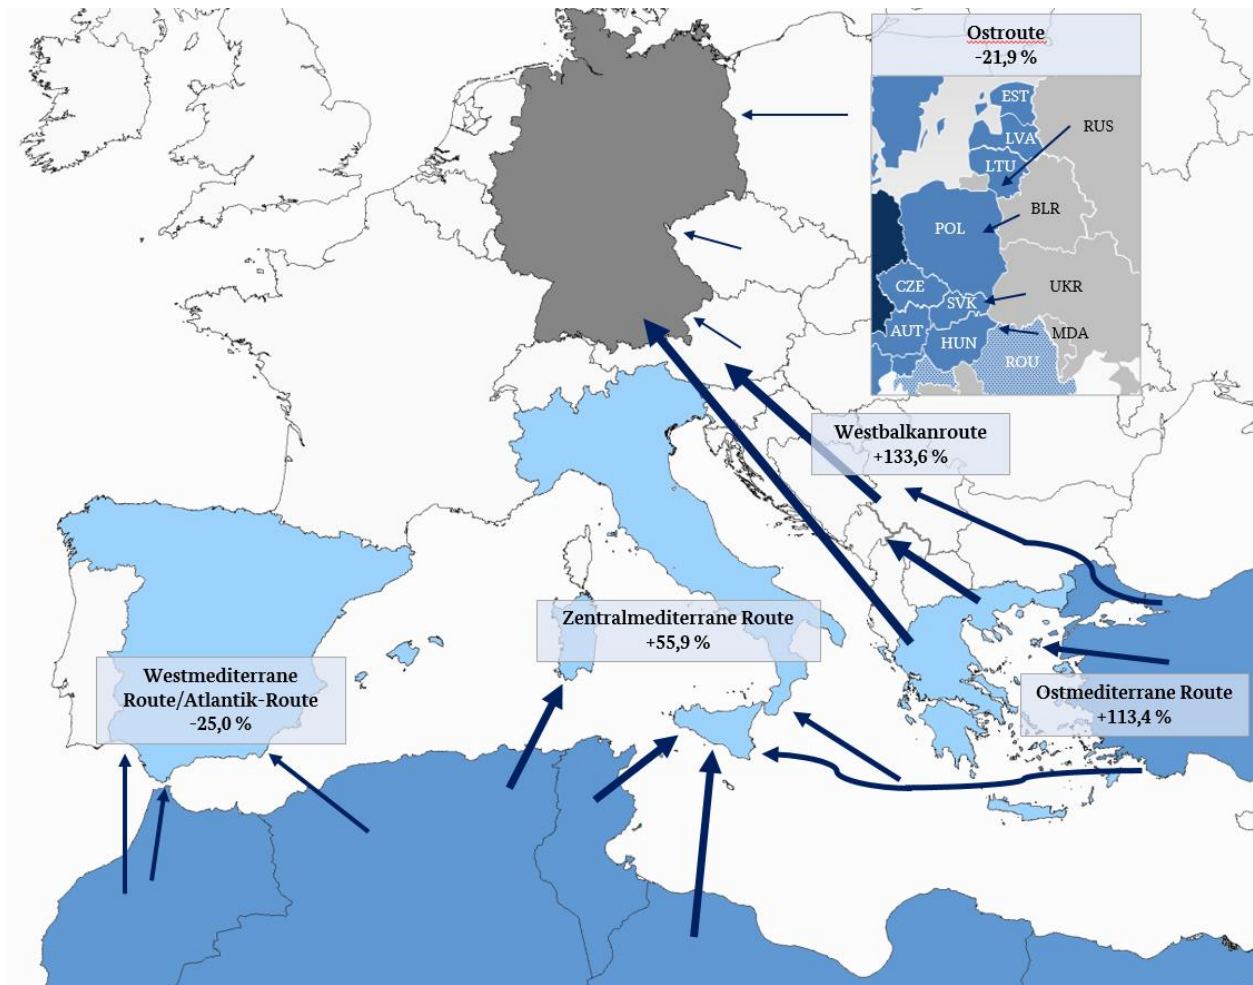 Ostroute
-21,9 %
EST
LVA
RUS
LTU
BLR
POL
CZE
UKR
SVK
AUT
MDA
HUN
ROU
Westbalkanroute
+133,6 %
Zentralmediterrane Route
+55,9 %
Westmediterrane
Route/Atlantik-Route
-25,0 %
Ostmediterrane Route
+113,4 %